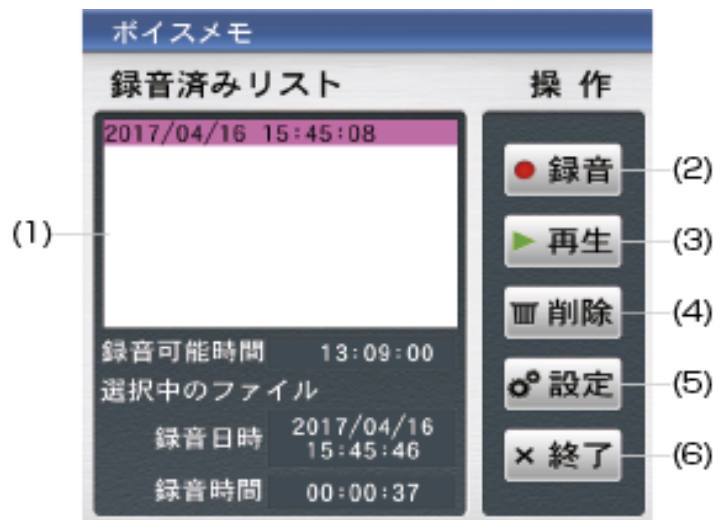 ボイスメモ
録音済みリスト
操 作
2017/04/16 15:45:08
(1)
録音可能時間 13:09:00
選択中のファイル
録音日時 2017/04/16
15:45:46
録音時間 00:00:37
録音
(2)
再生
(3)
削除
(4)
設定
(5)
× 終了
(6)